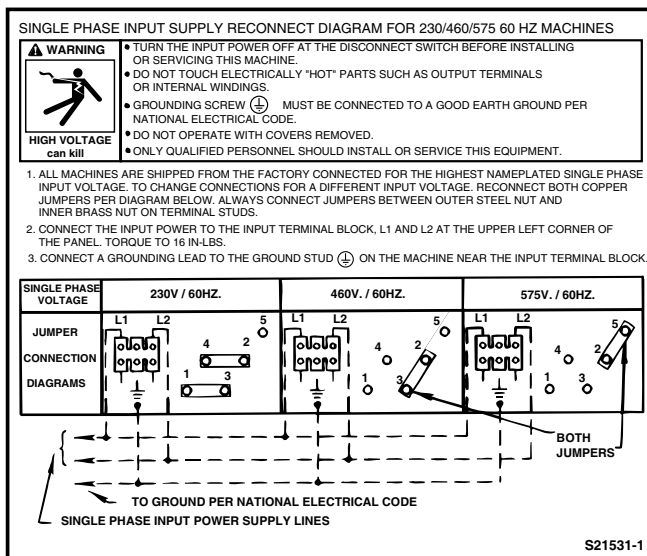 SINGLE PHASE INPUT SUPPLY RECONNECT DIAGRAM FOR 230/460/575 60 HZ MACHINES
WARNING
HIGH VOLTAGE
can kill
• TURN THE INPUT POWER OFF AT THE DISCONNECT SWITCH BEFORE INSTALLING
OR SERVICING THIS MACHINE.
• DO NOT TOUCH ELECTRICALLY "HOT" PARTS SUCH AS OUTPUT TERMINALS
OR INTERNAL WINDINGS.
• GROUNDING SCREW MUST BE CONNECTED TO A GOOD EARTH GROUND PER
NATIONAL ELECTRICAL CODE.
• DO NOT OPERATE WITH COVERS REMOVED.
• ONLY QUALIFIED PERSONNEL SHOULD INSTALL OR SERVICE THIS EQUIPMENT.
1. ALL MACHINES ARE SHIPPED FROM THE FACTORY CONNECTED FOR THE HIGHEST NAMEPLATED SINGLE PHASE
INPUT VOLTAGE. TO CHANGE CONNECTIONS FOR A DIFFERENT INPUT VOLTAGE. RECONNECT BOTH COPPER
JUMPERS PER DIAGRAM BELOW. ALWAYS CONNECT JUMPERS BETWEEN OUTER STEEL NUT AND
INNER BRASS NUT ON TERMINAL STUDS.
2. CONNECT THE INPUT POWER TO THE INPUT TERMINAL BLOCK, L1 AND L2 AT THE UPPER LEFT CORNER OF
THE PANEL. TORQUE TO 16 IN-LBS.
3. CONNECT A GROUNDING LEAD TO THE GROUND STUD ON THE MACHINE NEAR THE INPUT TERMINAL BLOCK.
SINGLE PHASE
VOLTAGE
230V / 60HZ.
460V. / 60HZ.
575V. / 60HZ.
JUMPER
CONNECTION
DIAGRAMS
L1 L2 5
4 2
1 3
L1 L2 5
4 2
1 3
L1 L2 5
4 2
1 3
BOTH
JUMPERS
TO GROUND PER NATIONAL ELECTRICAL CODE
SINGLE PHASE INPUT POWER SUPPLY LINES
S21531-1